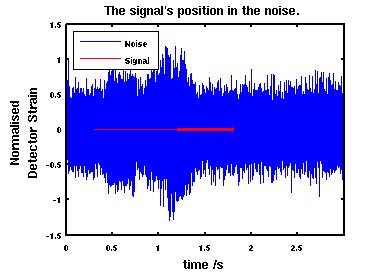 The signal's position in the noise.
Normalised
Detector Strain
1.5
1
0.5
0
-0.5
-1
-1.5
Noise
Signal
0 0.5 1 1.5 2 2.5
time /s